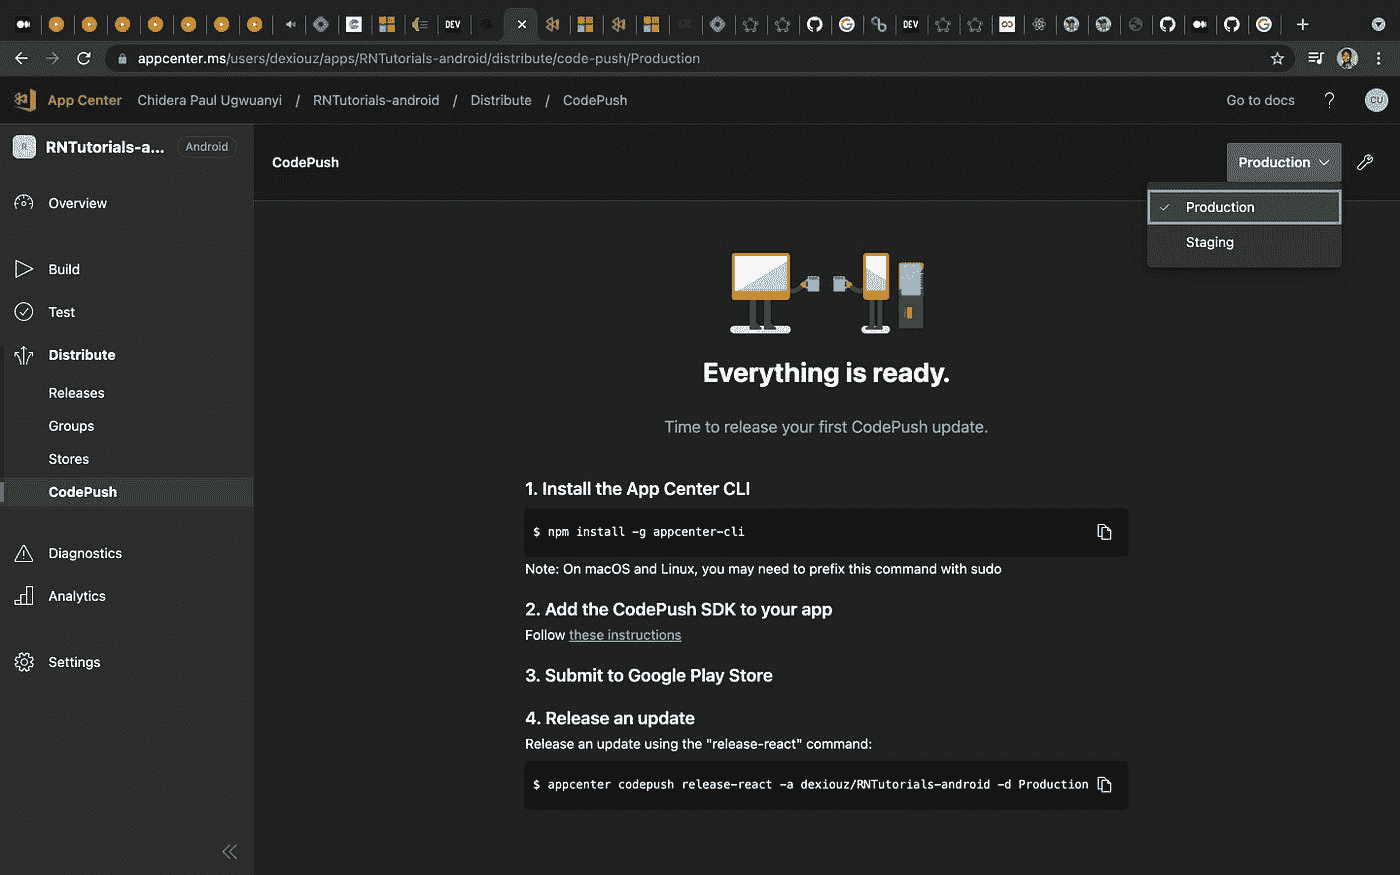 DEV
DEV
appcenter.ms/users/dexiouz/apps/RNTutorials-android/distribute/code-push/Production
App Center Chidera Paul Ugwuanyi / RNTutorials-android / Distribute / CodePush Go to docs ? CU
R RNTutorials-a... Android
CodePush
Production
Production
Staging
Overview
Build
Test
Distribute
Releases
Groups
Stores
CodePush
Diagnostics
Analytics
Settings
Everything is ready.
Time to release your first CodePush update.
1. Install the App Center CLI
$ npm install -g appcenter-cli
Note: On macOS and Linux, you may need to prefix this command with sudo
2. Add the CodePush SDK to your app
Follow these instructions
3. Submit to Google Play Store
4. Release an update
Release an update using the "release-react" command:
$ appcenter codepush release-react -a dexiouz/RNTutorials-android -d Production